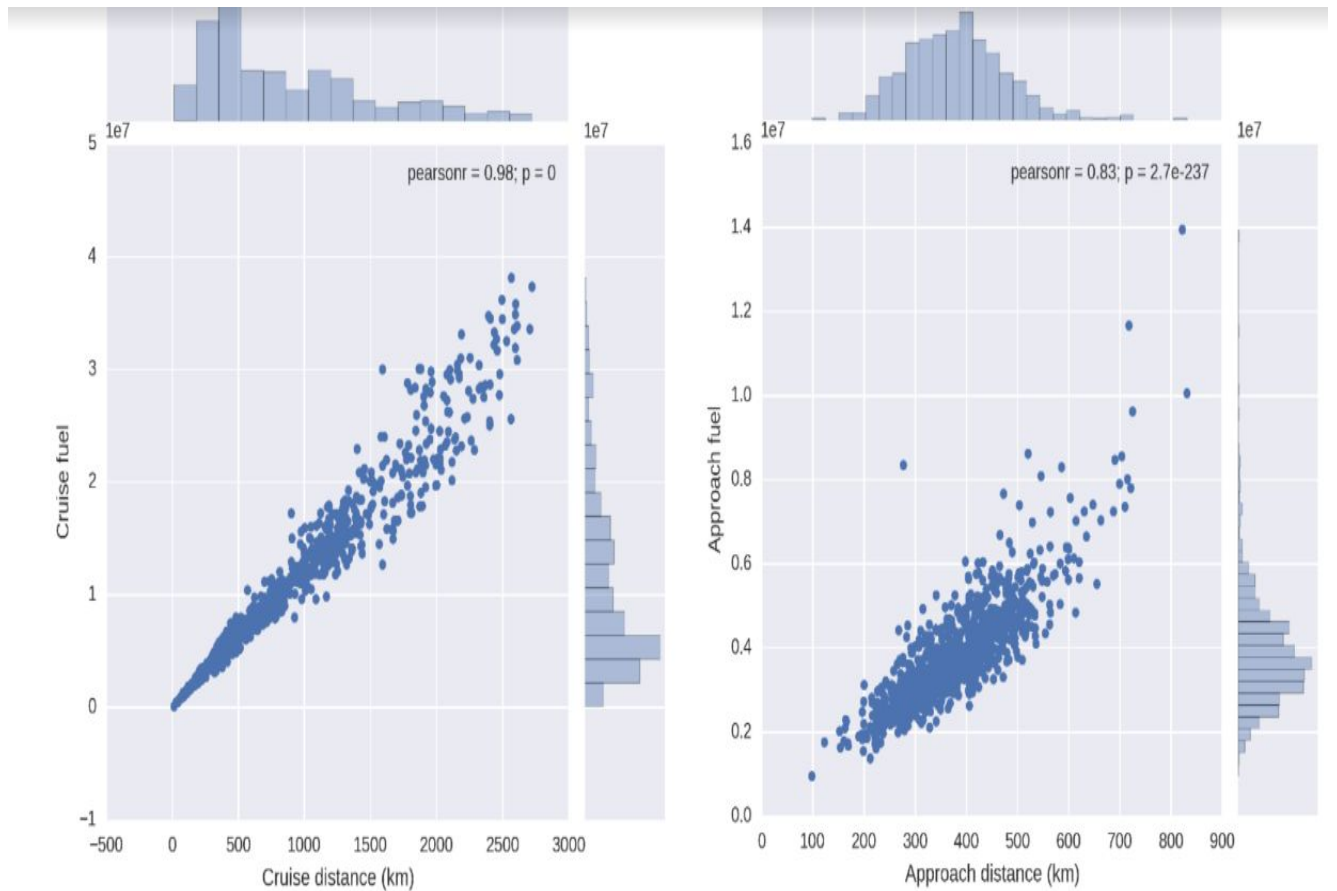 1e7
1e7
5
pearsonr = 0.98; p = 0
4
3
2
1
0
−1
Cruise fuel
−500 0 500 1000 1500 2000 2500 3000
Cruise distance (km)
1e7
1e7
1.6
pearsonr = 0.83; p = 2.7e-237
1.4
1.2
1.0
0.8
0.6
0.4
0.2
0.0
Approach fuel
0 100 200 300 400 500 600 700 800 900
Approach distance (km)